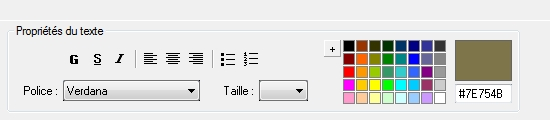 Propriétés du texte
G S I
+
Police : Verdana Taille :
#7E754B